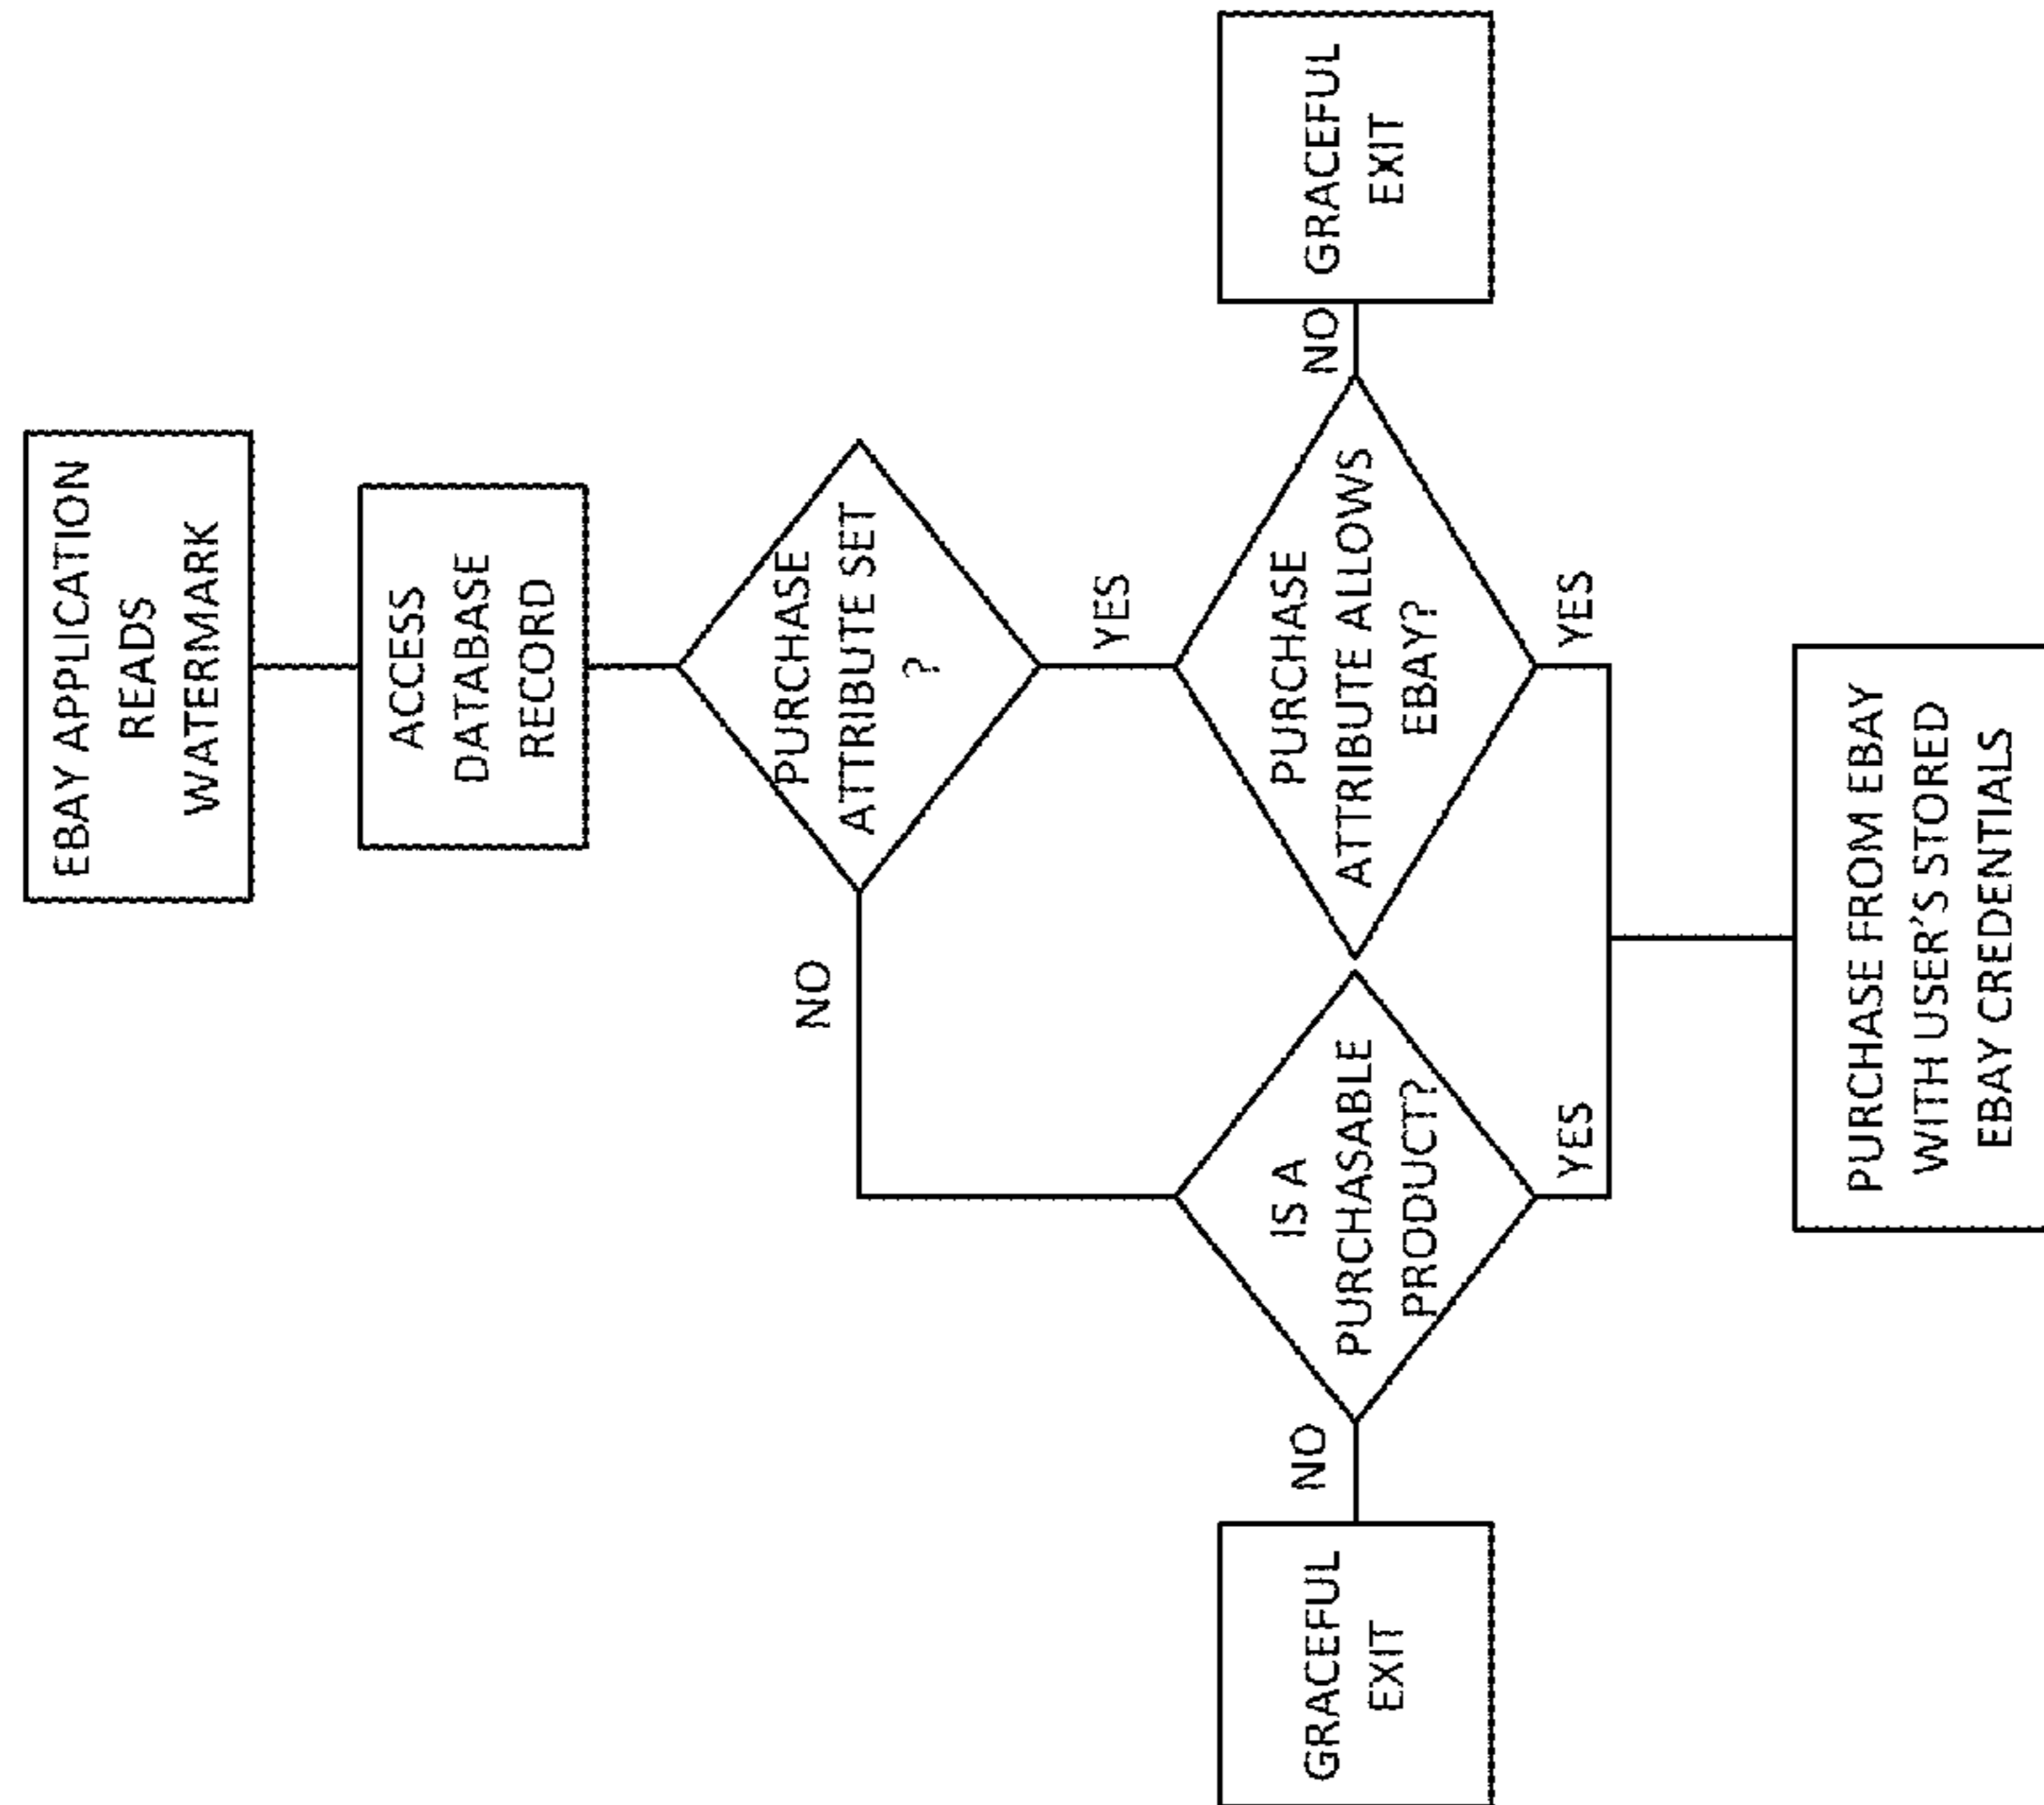 EBAY APPLICATION
READS
WATERMARK
ACCESS
DATABASE
RECORD
PURCHASE
ATTRIBUTE SET
?
NO
YES
IS A
PURCHASABLE
PRODUCT?
PURCHASE
ATTRIBUTE ALLOWS
EBAY?
NO
GRACEFUL
EXIT
NO
GRACEFUL
EXIT
YES
YES
PURCHASE FROM EBAY
WITH USER'S STORED
EBAY CREDENTIALS